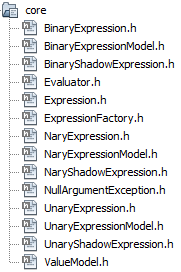 core
BinaryExpression.h
BinaryExpressionModel.h
BinaryShadowExpression.h
Evaluator.h
Expression.h
ExpressionFactory.h
NaryExpression.h
NaryExpressionModel.h
NaryShadowExpression.h
NullArgumentException.h
UnaryExpression.h
UnaryExpressionModel.h
UnaryShadowExpression.h
ValueModel.h